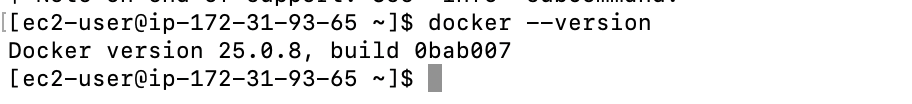 [[ec2-user@ip-172-31-93-65 ~]$ docker --version
Docker version 25.0.8, build 0bab007
[ec2-user@ip-172-31-93-65 ~]$